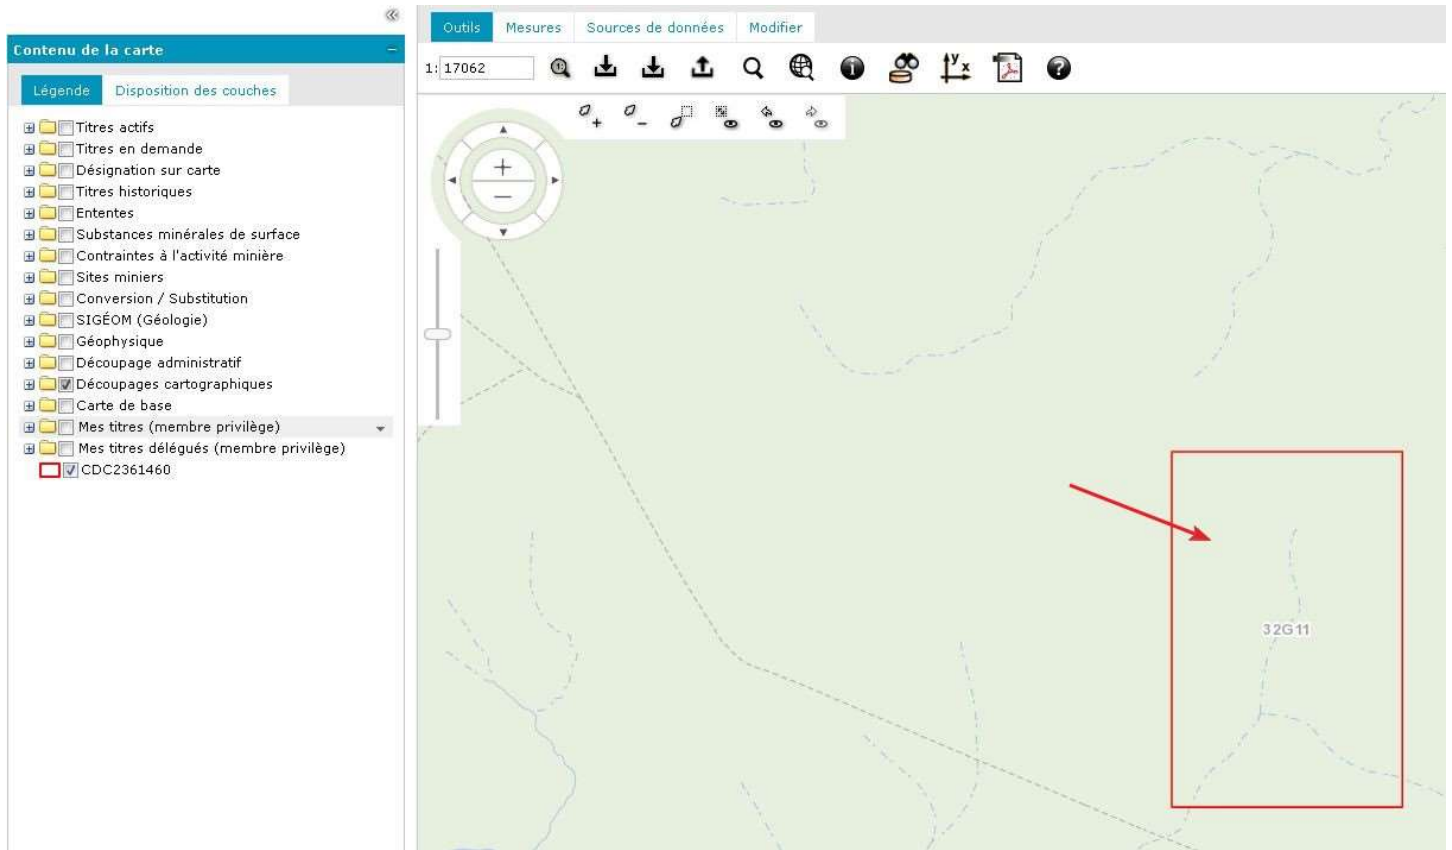 Contenu de la carte
Légende Disposition des couches
Titres actifs
Titres en demande
Désignation sur carte
Titres historiques
Ententes
Substances minérales de surface
Contraintes à l'activité minière
Sites miniers
Conversion / Substitution
SIGÉOM (Géologie)
Géophysique
Découpage administratif
Découpages cartographiques
Carte de base
Mes titres (membre privilège)
Mes titres délégués (membre privilège)
CDC2361460
Outils Mesures Sources de données Modifier
1: 17062
32G11